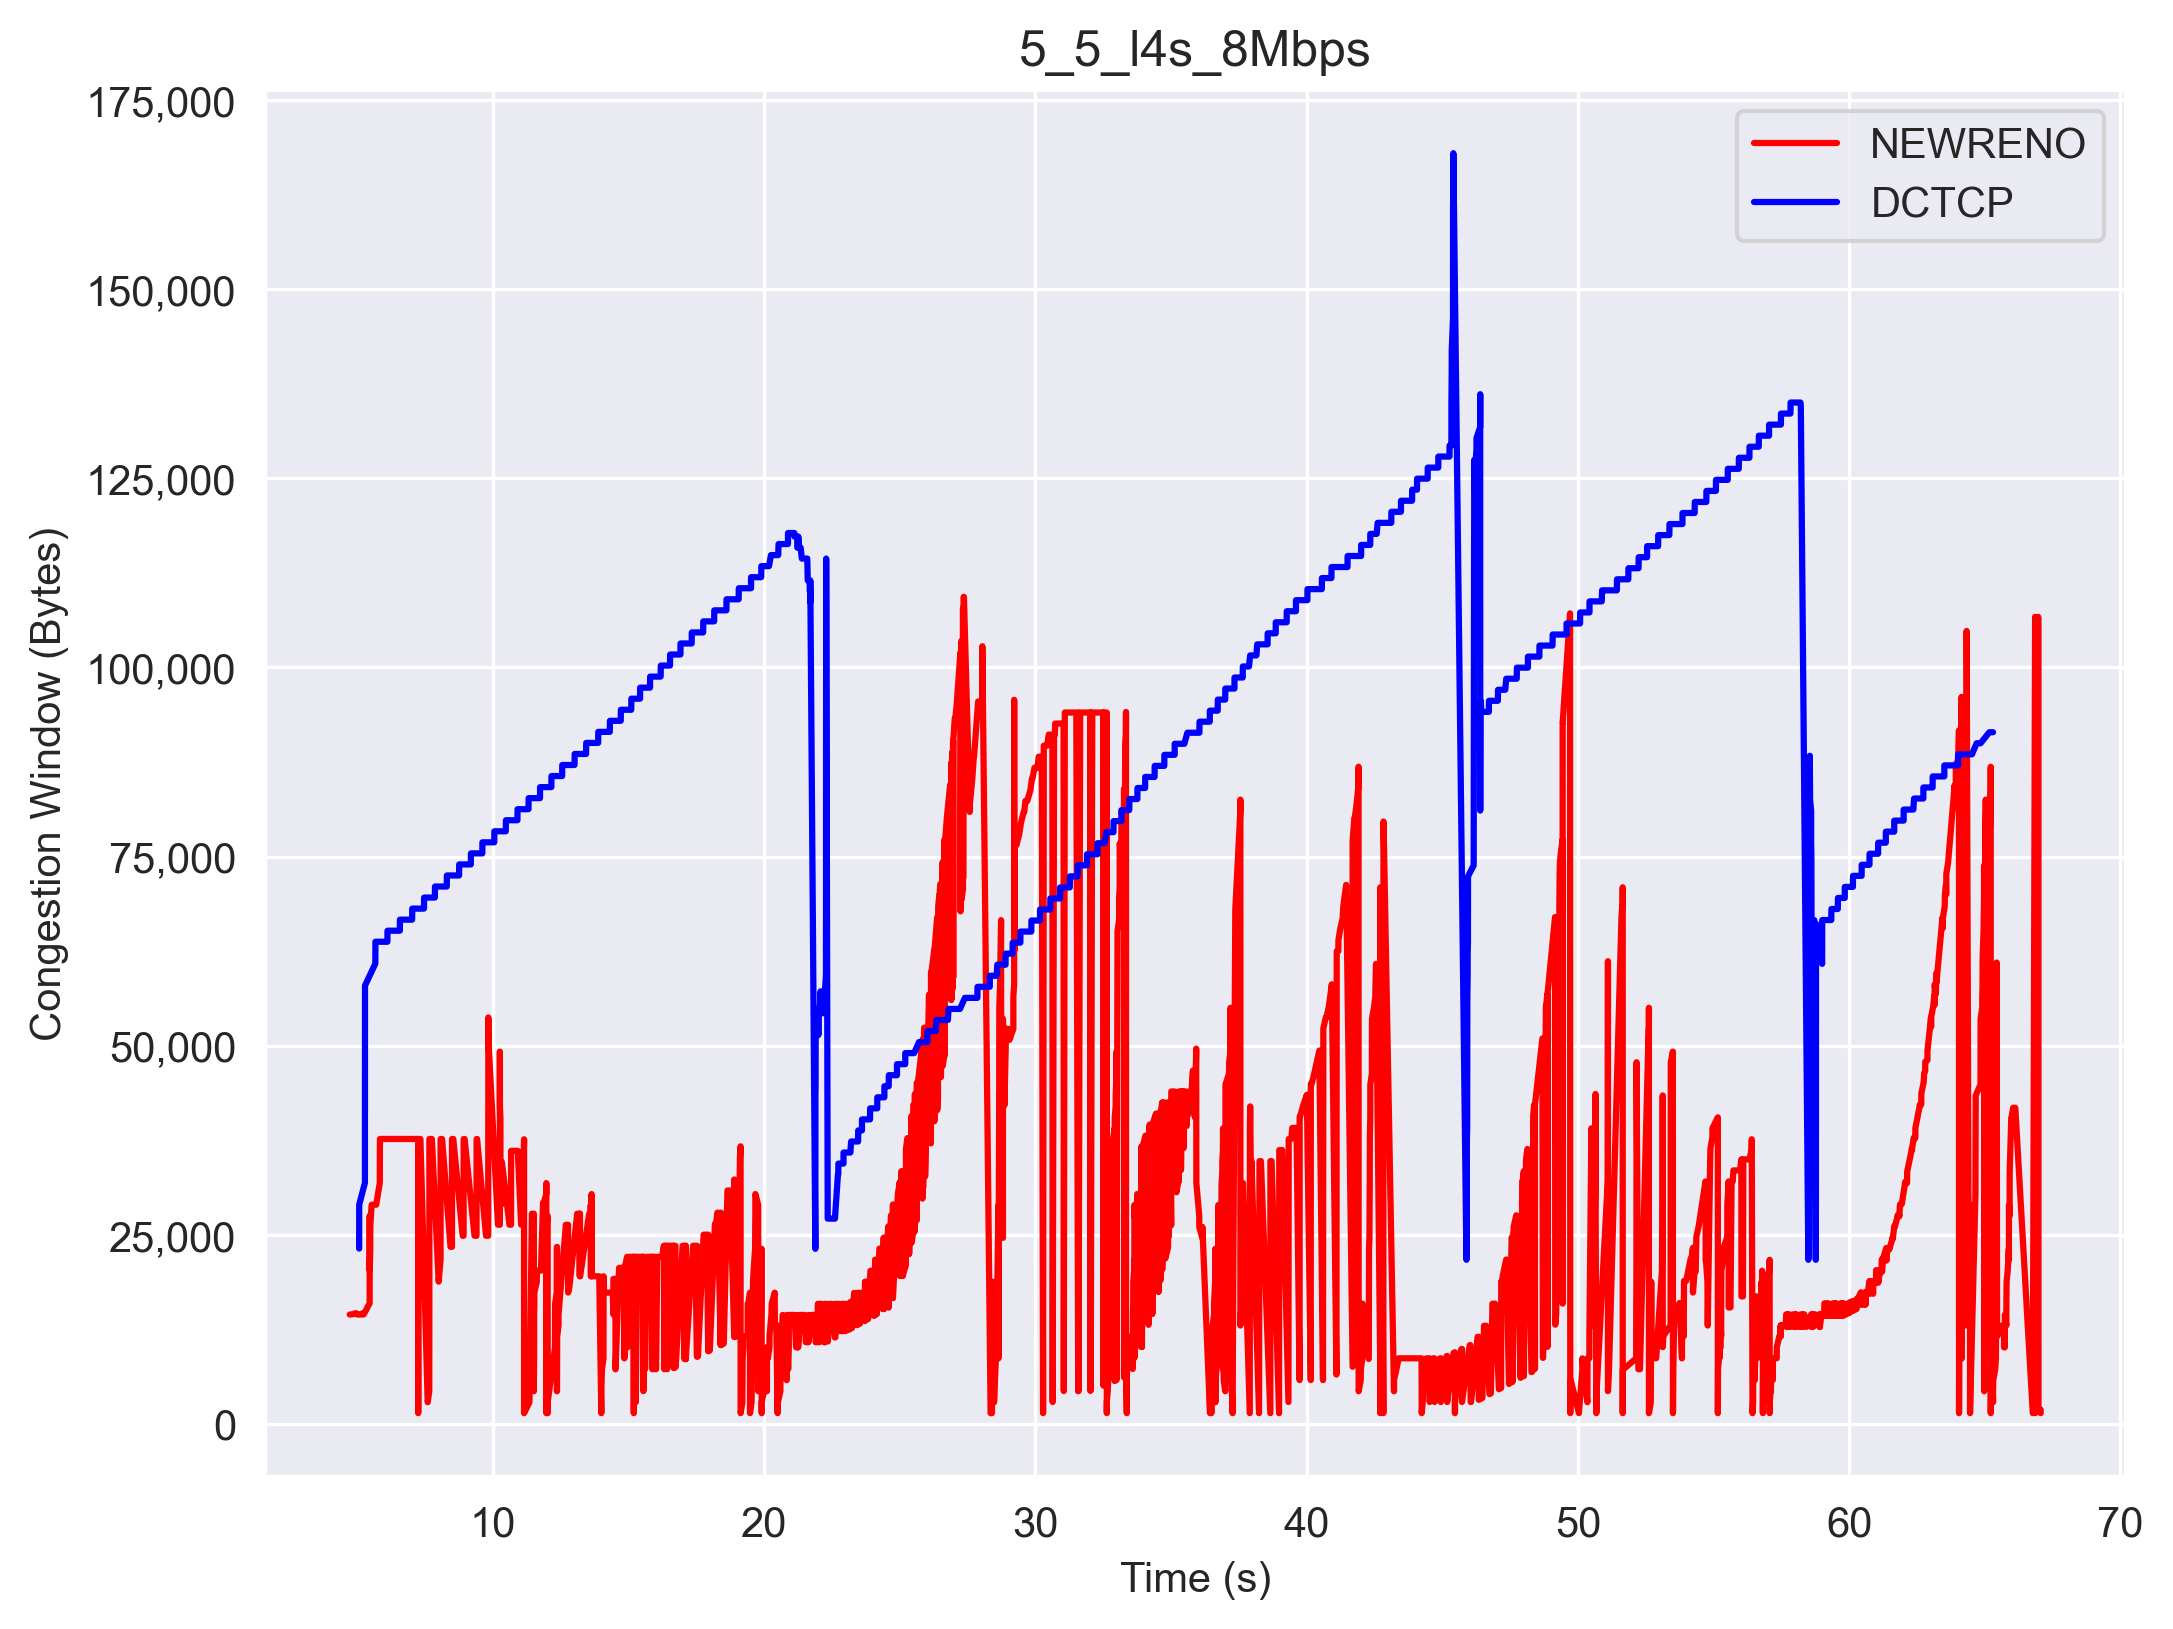 5_5_l4s_8Mbps
175,000
150,000
125,000
100,000
75,000
50,000
25,000
0
Congestion Window (Bytes)
NEWRENO
DCTCP
10 20 30 40 50 60 70
Time (s)